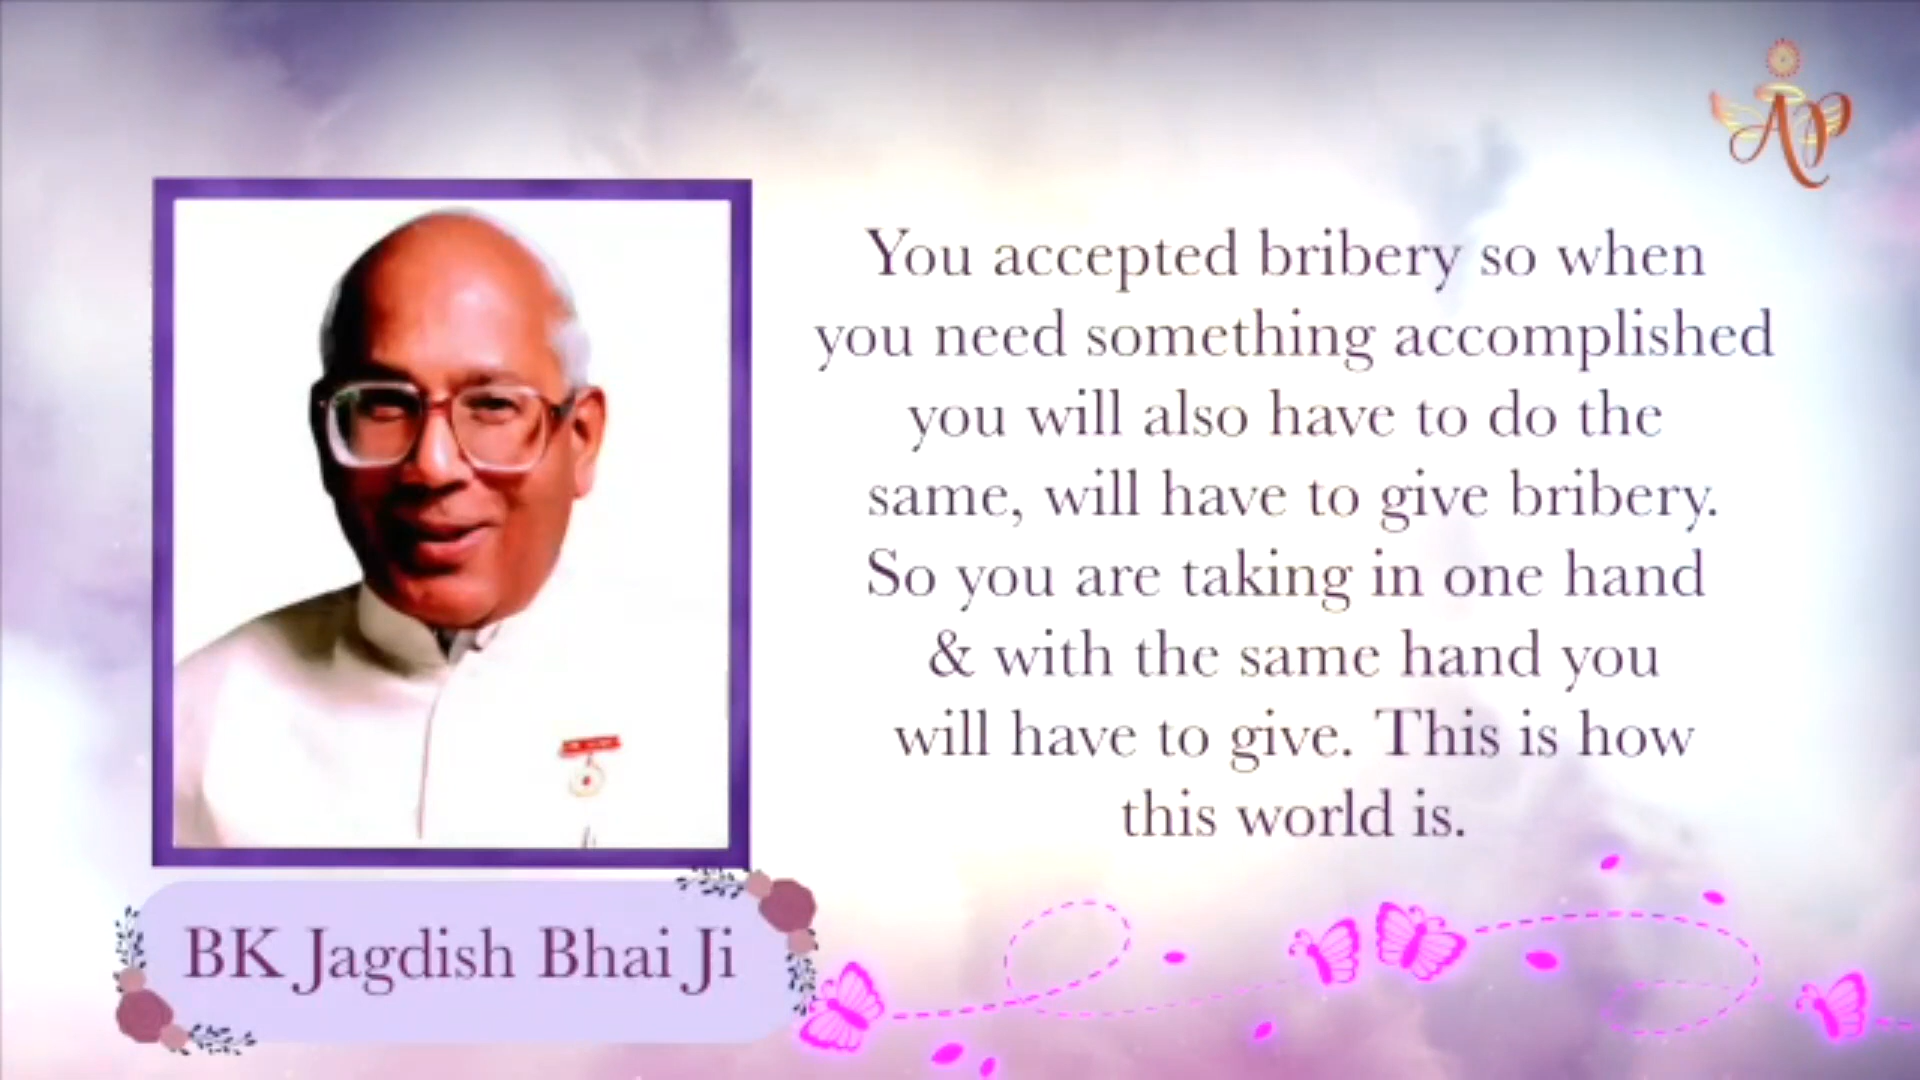 You accepted bribery so when
you need something accomplished
you will also have to do the
same, will have to give bribery.
So you are taking in one hand
& with the same hand you
will have to give. This is how
this world is.
BK Jagdish Bhai Ji
AP